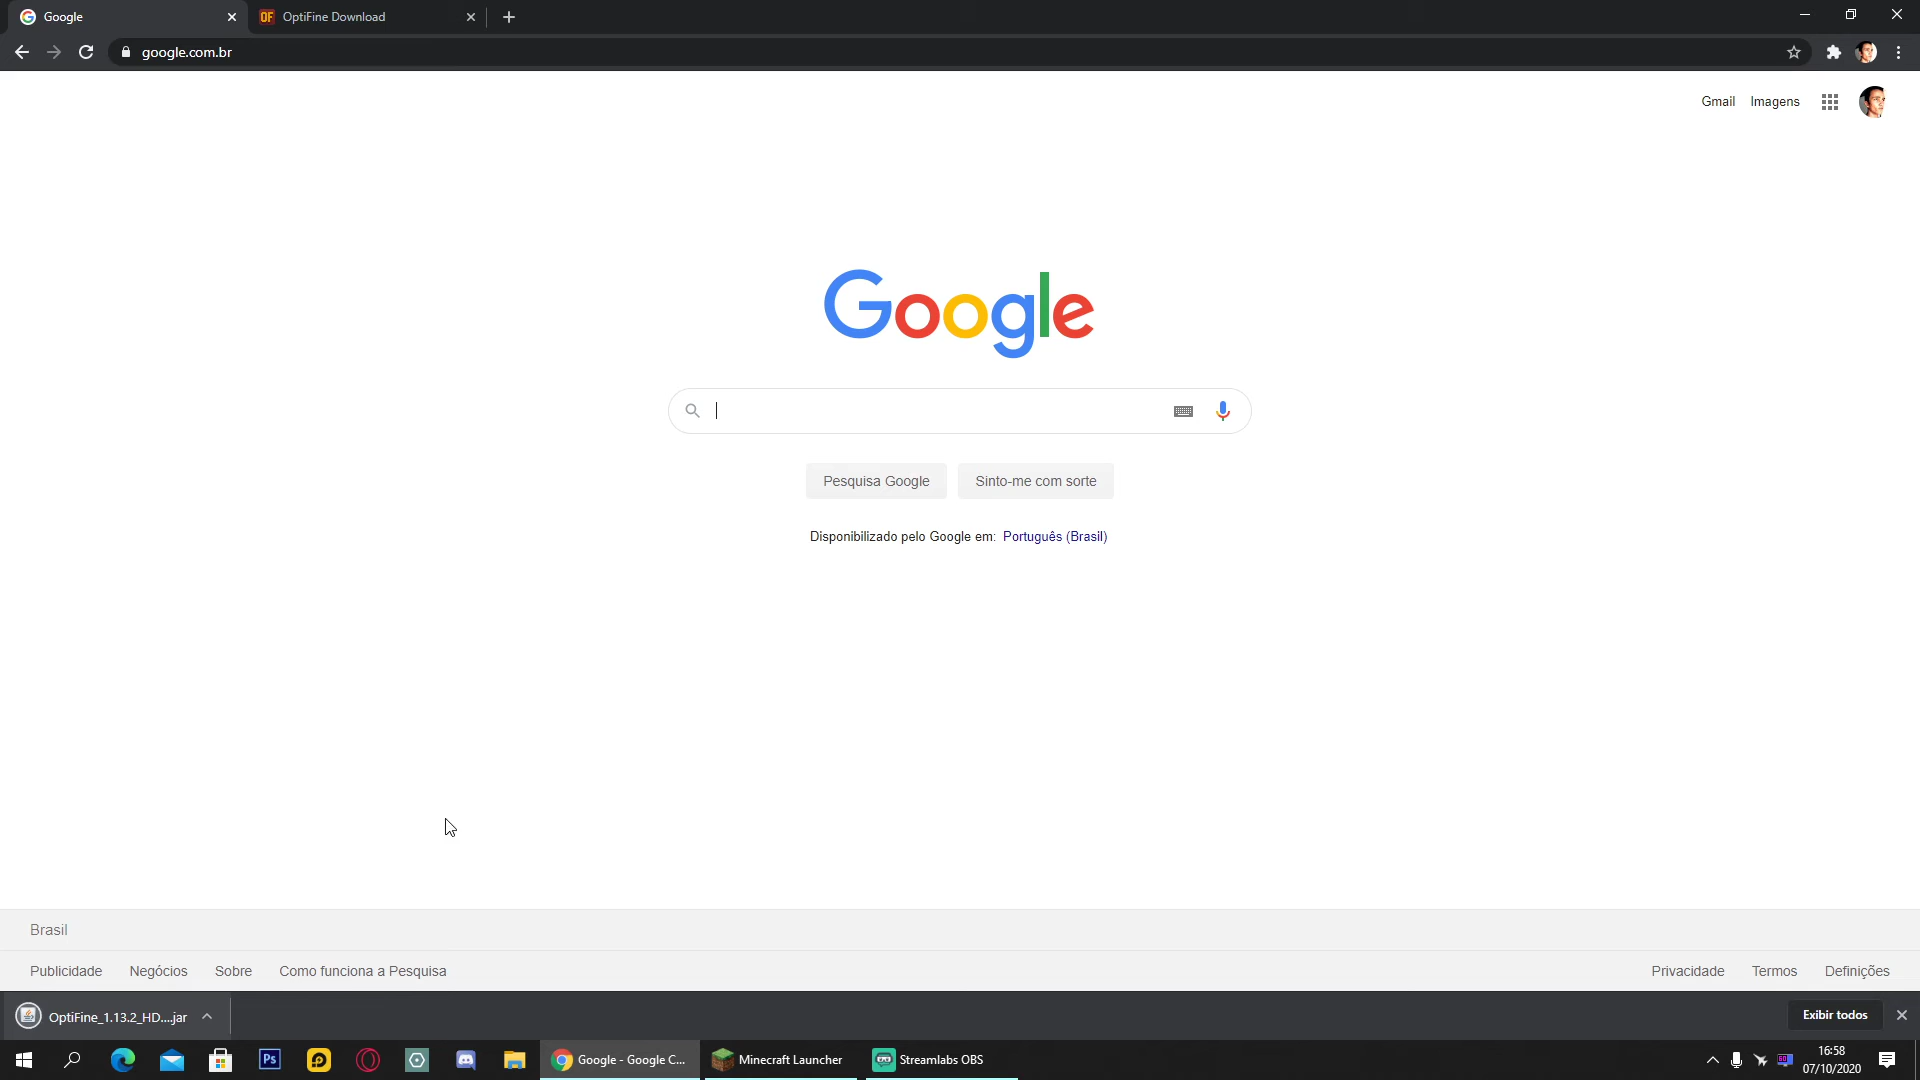 Google
OptiFine Download
google.com.br
Gmail Imagens
Google
Pesquisa Google Sinto-me com sorte
Disponibilizado pelo Google em: Português (Brasil)
Brasil
Publicidade Negócios Sobre Como funciona a Pesquisa
Privacidade Termos Definições
OptiFine_1.13.2_HD....jar
Exibir todos
Ps
Google - Google C...
Minecraft Launcher
Streamlabs OBS
16:58
07/10/2020